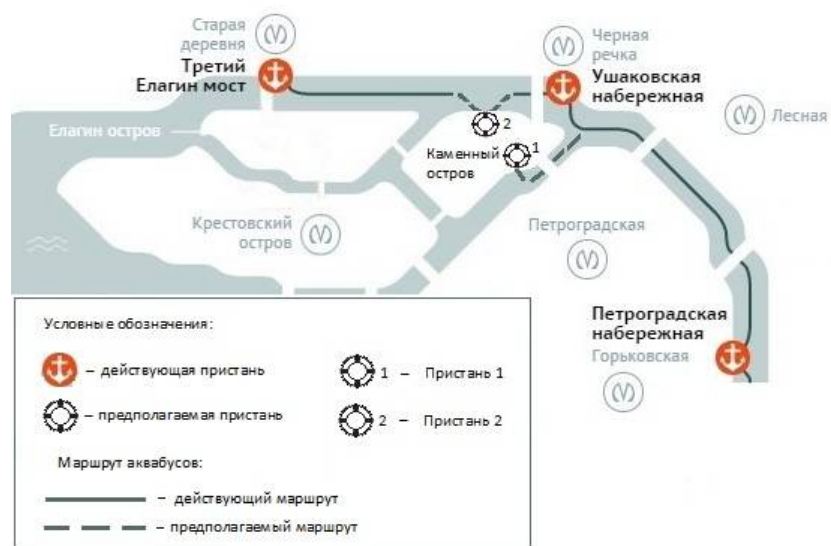 Старая
деревня
Третий
Елагин мост
Черная
речка
Ушаковская
набережная
Лесная
Елагин остров
2
1
Каменный
остров
Крестовский
остров
Петроградская
Петроградская
набережная
Горьковская
Условные обозначения:
– действующая пристань
1 – Пристань 1
– предполагаемая пристань
2 – Пристань 2
Маршрут аквабусов:
– действующий маршрут
– предполагаемый маршрут